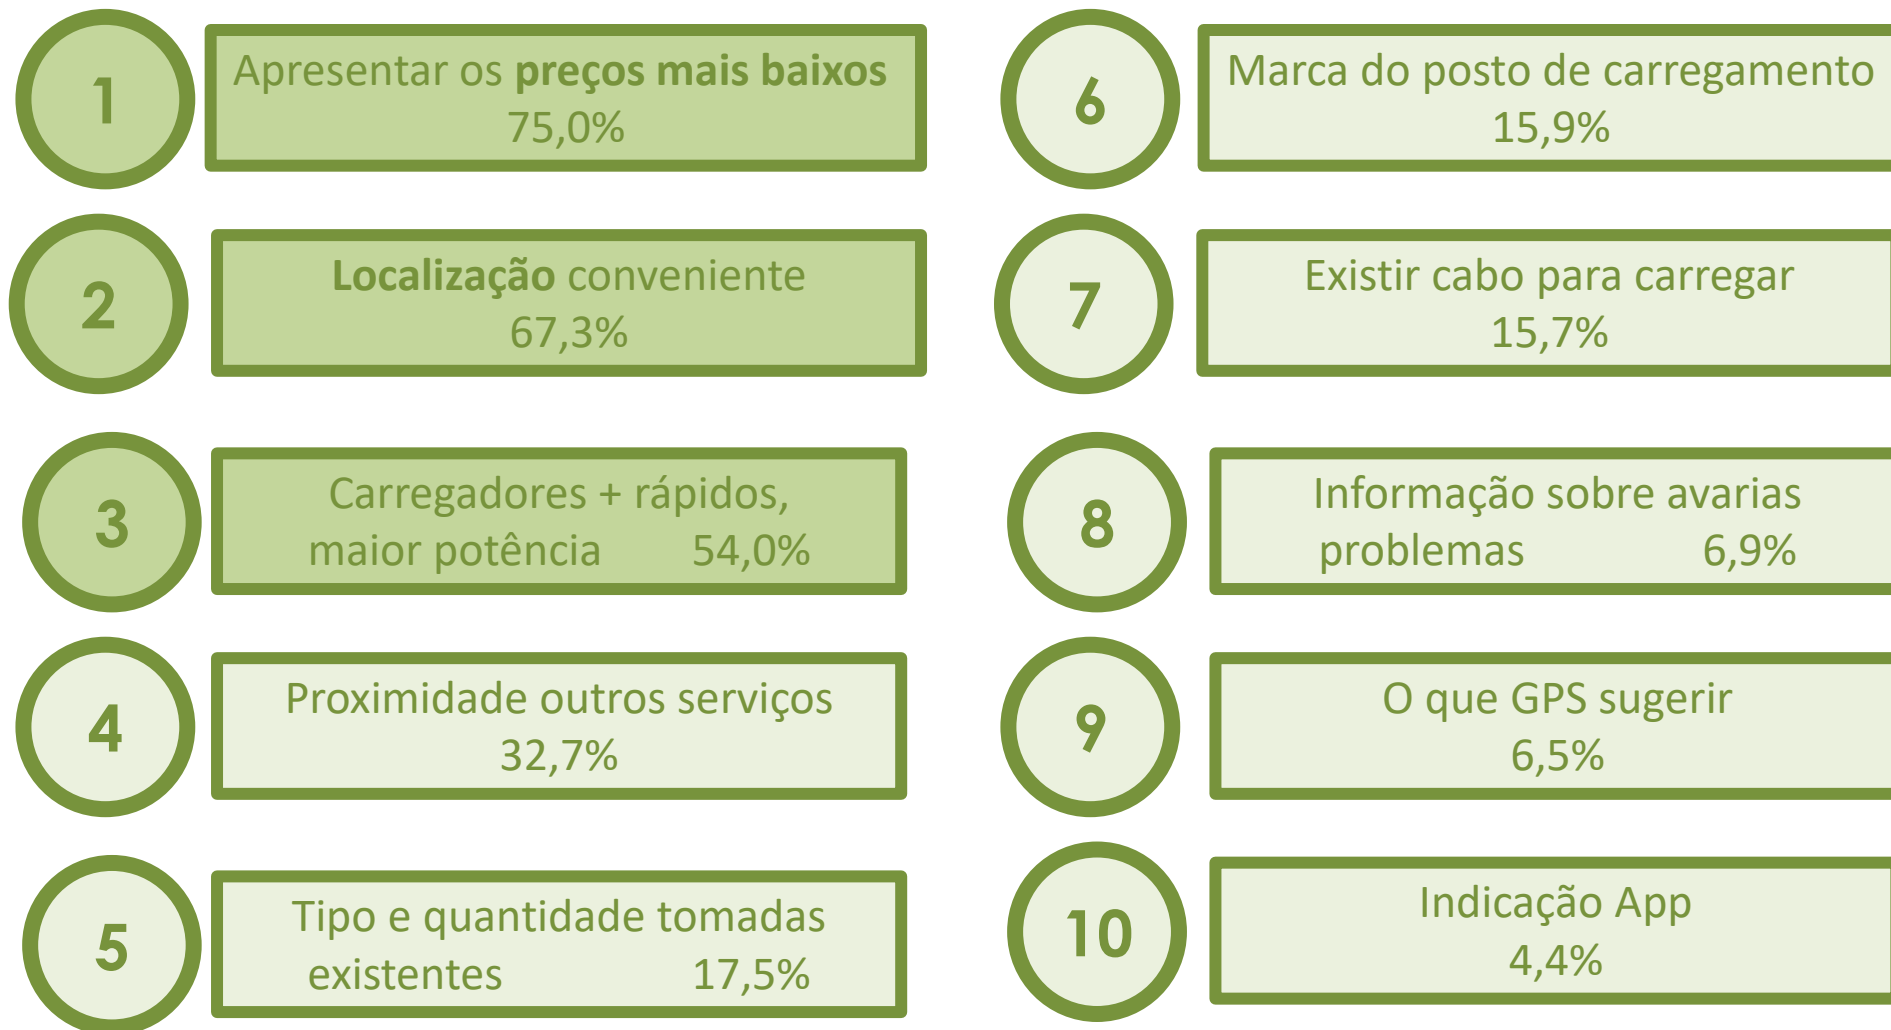 1
Apresentar os preços mais baixos
75,0%
2
Localização conveniente
67,3%
3
Carregadores + rápidos,
maior potência 54,0%
4
Proximidade outros serviços
32,7%
5
Tipo e quantidade tomadas
existentes 17,5%
6
Marca do posto de carregamento
15,9%
7
Existir cabo para carregar
15,7%
8
Informação sobre avarias
problemas 6,9%
9
O que GPS sugerir
6,5%
10
Indicação App
4,4%